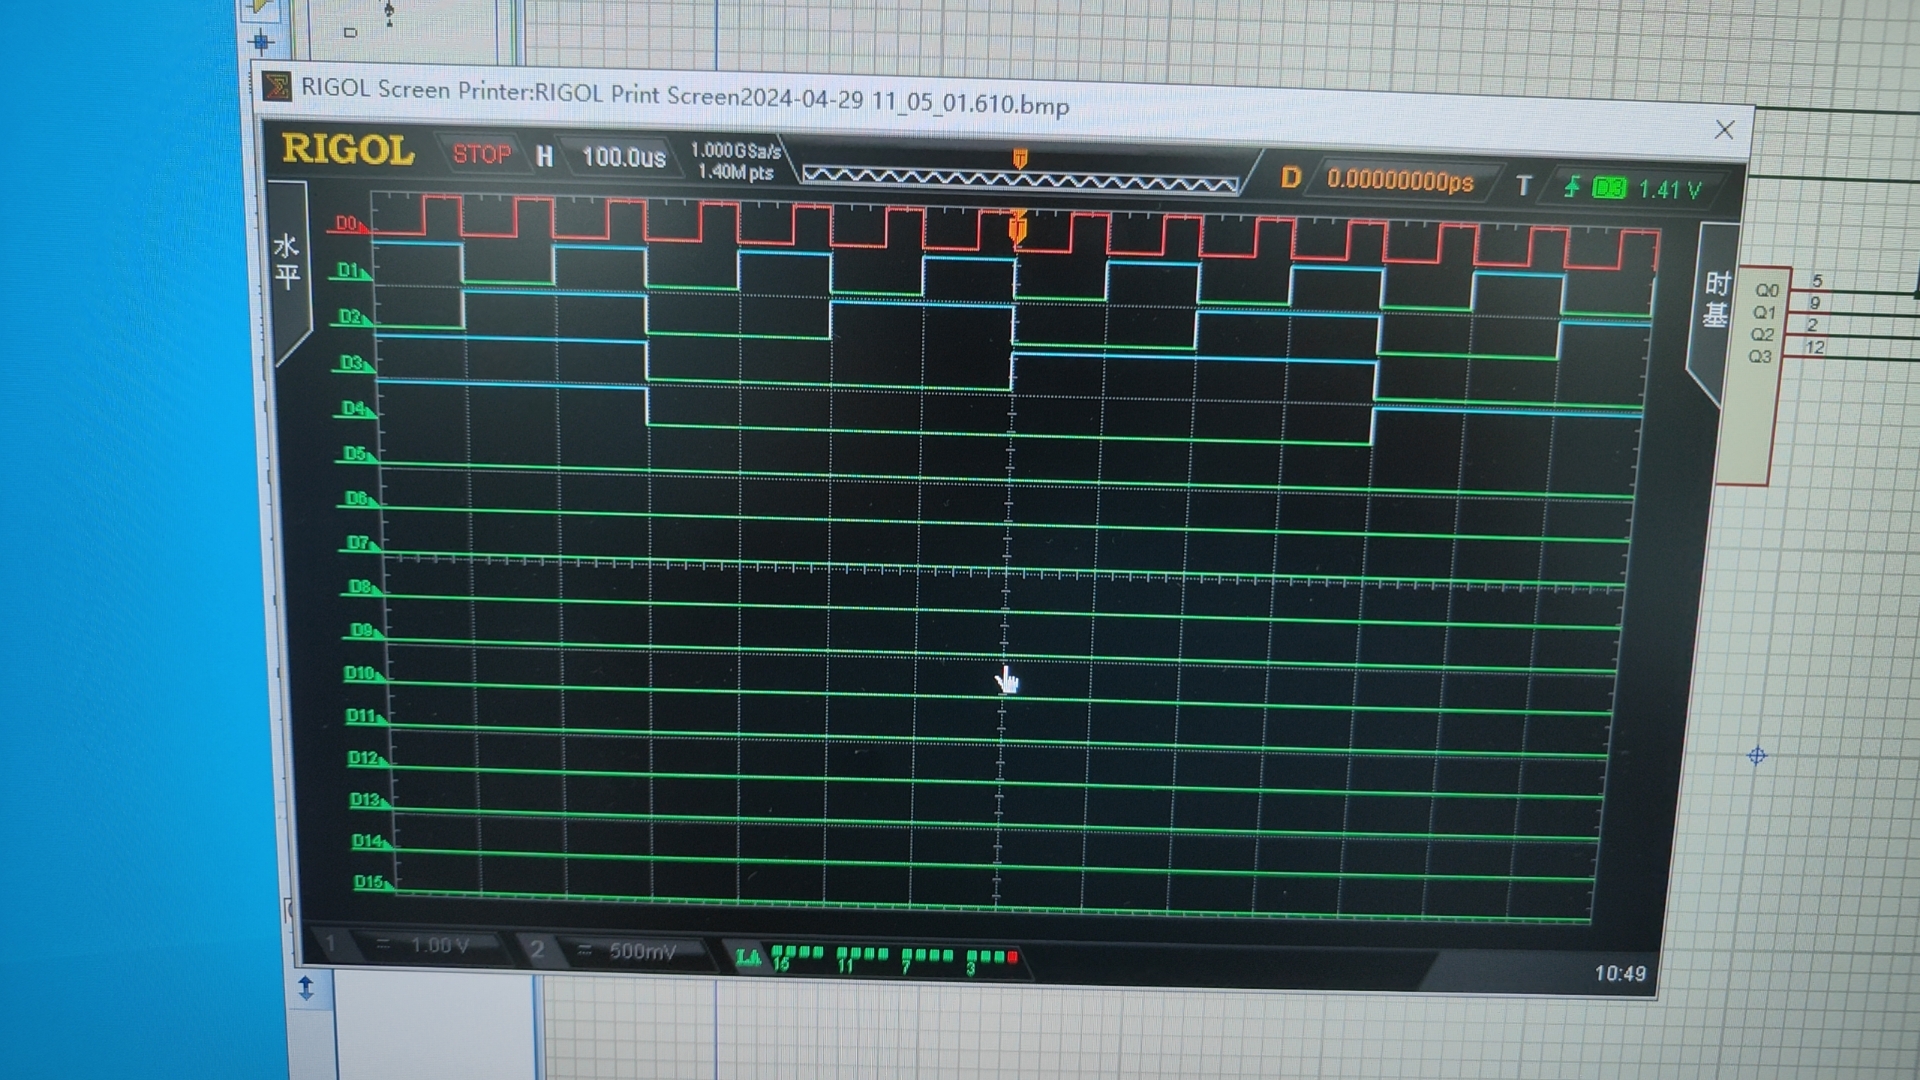 RIGOL Screen Printer:RIGOL Print Screen2024-04-29 11_05_01.610.bmp
RIGOL STOP H 100.0us 1.000GSa/s
1.40M pts
D 0.00000000ps T D3 1.41 V
水平
时基
D0
D1
D2
D3
D4
D5
D6
D7
D8
D9
D10
D11
D12
D13
D14
D15
Q0 5
Q1 9
Q2 2
Q3 12
1 = 1.00 V 2 = 500mV LA 15 11 7 3
10:49